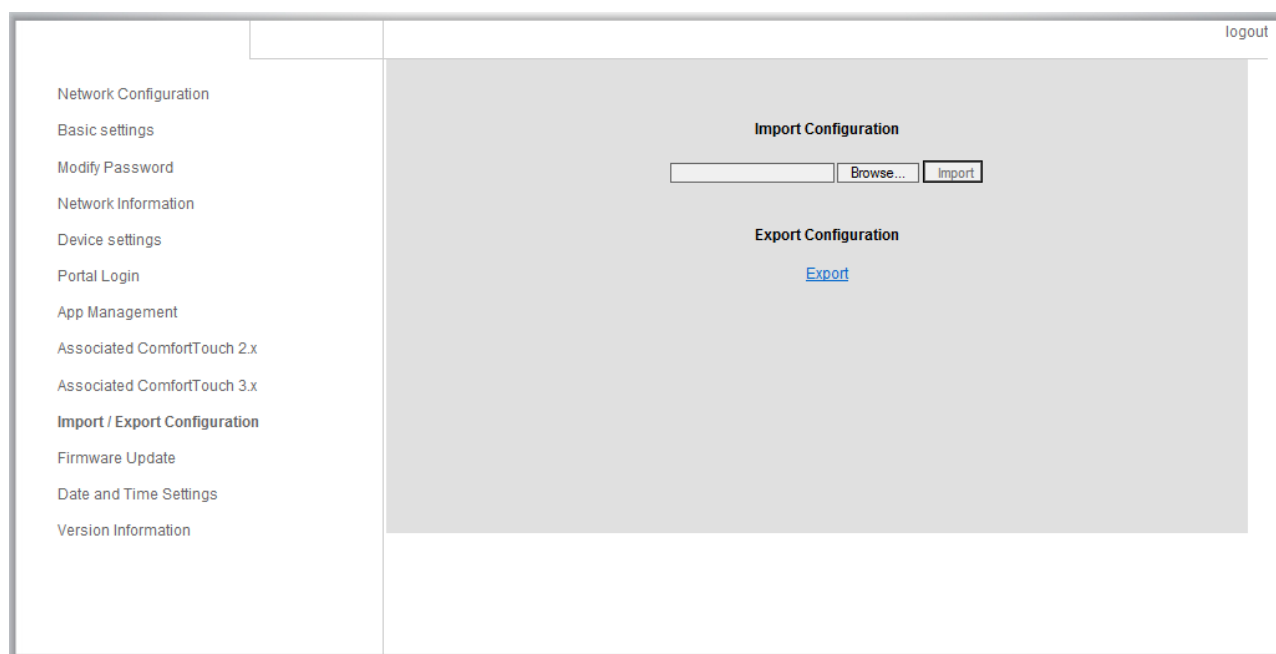 logout
Network Configuration
Basic settings
Modify Password
Network Information
Device settings
Portal Login
App Management
Associated ComfortTouch 2.x
Associated ComfortTouch 3.x
Import / Export Configuration
Firmware Update
Date and Time Settings
Version Information
Import Configuration
Browse... Import
Export Configuration
Export